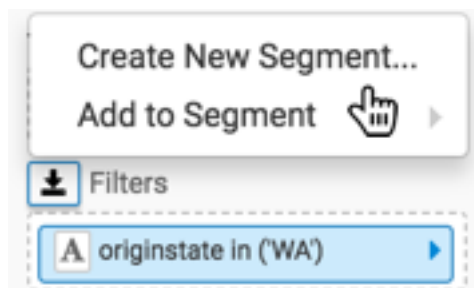 Create New Segment...
Add to Segment
Filters
A originstate in ('WA')